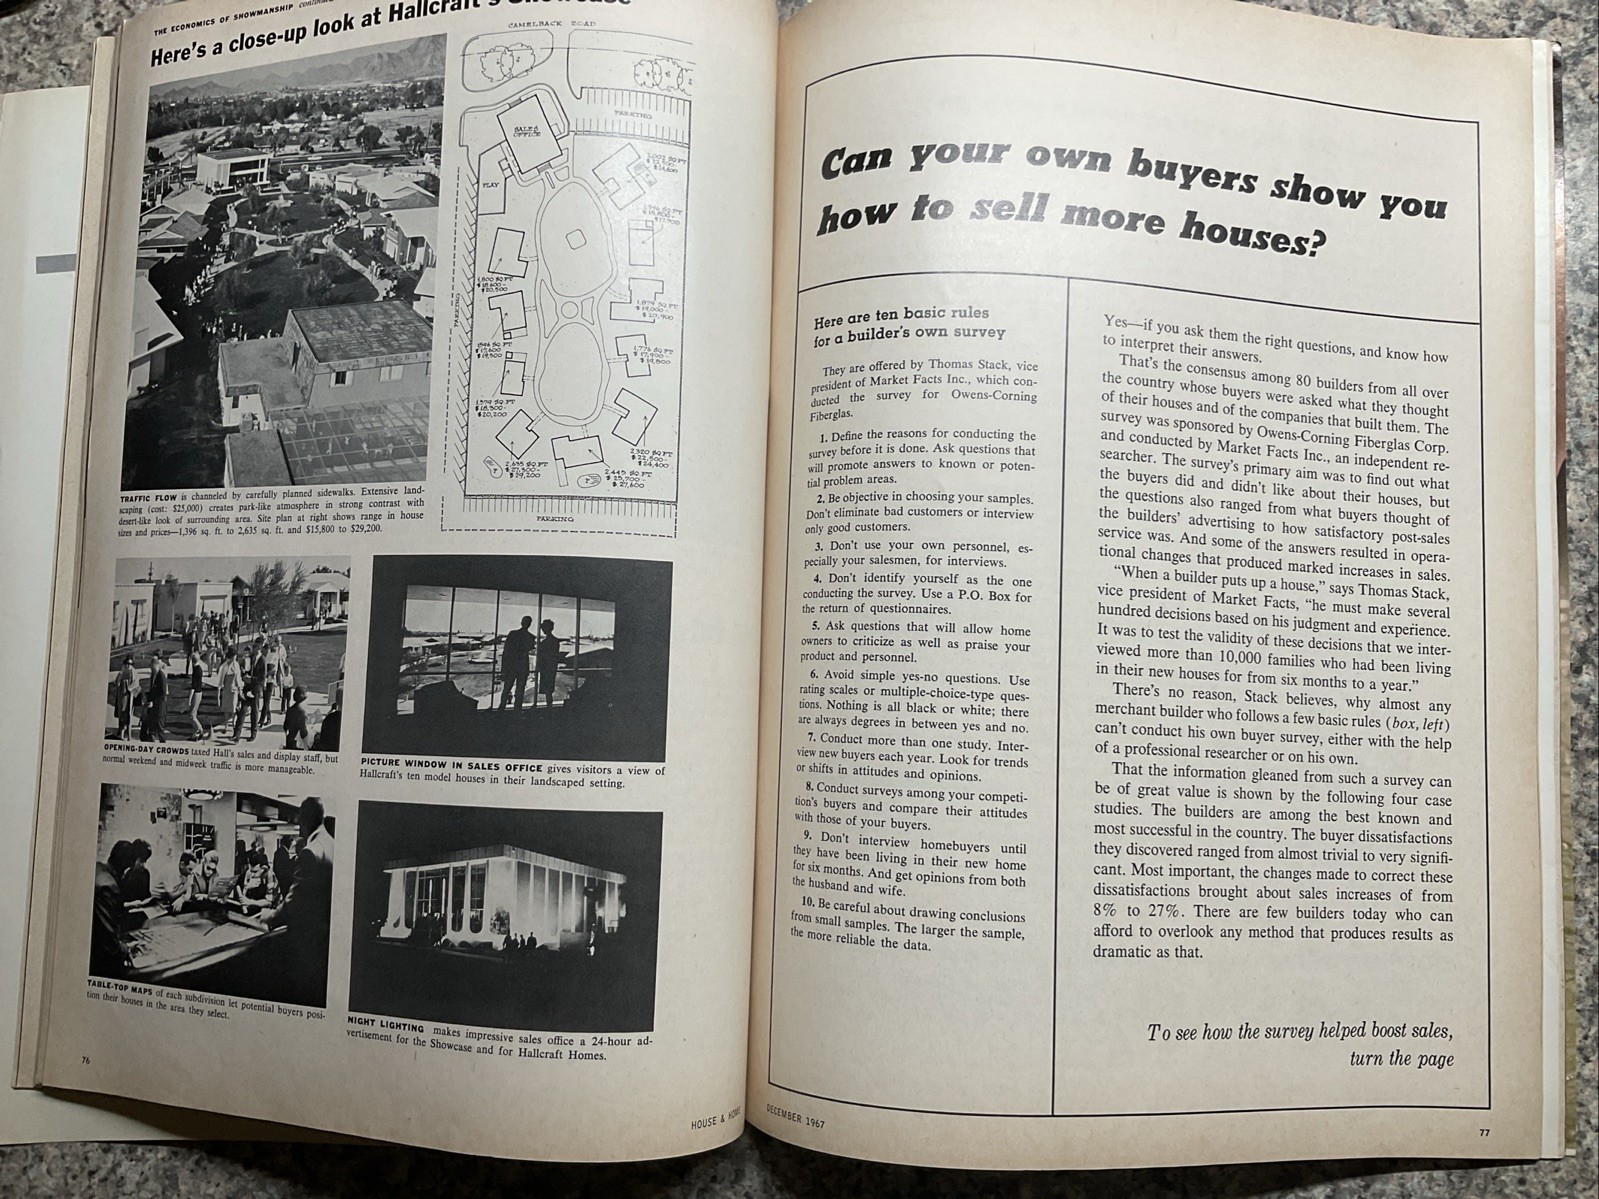 THE ECONOMICS OF SHOWMANSHIP
Here's a close-up look at Hallcraft's Showcase
CAMELBACK ROAD
PARKING
SALES
OFFICE
PLAY
PARKING
1,800 SQ FT
$18,600-
$20,500
2,635 SQ FT
$27,300-
$29,200
2,445 SQ FT
$25,700-
$27,600
2,320 SQ FT
$22,500-
$24,400
PARKING
TRAFFIC FLOW is channeled by carefully planned sidewalks. Extensive land-
scaping (cost: $25,000) creates park-like atmosphere in strong contrast with
desert-like look of surrounding area. Site plan at right shows range in house
sizes and prices—1,396 sq. ft. to 2,635 sq. ft. and $15,800 to $29,200.
OPENING-DAY CROWDS taxed Hall's sales and display staff, but
normal weekend and midweek traffic is more manageable.
PICTURE WINDOW IN SALES OFFICE gives visitors a view of
Hallcraft's ten model houses in their landscaped setting.
TABLE-TOP MAPS of each subdivision let potential buyers posi-
tion their houses in the area they select.
NIGHT LIGHTING makes impressive sales office a 24-hour ad-
vertisement for the Showcase and for Hallcraft Homes.
76
HOUSE & HOME
Can your own buyers show you
how to sell more houses?
Here are ten basic rules
for a builder's own survey
They are offered by Thomas Stack, vice
president of Market Facts Inc., which con-
ducted the survey for Owens-Corning
Fiberglas.
1. Define the reasons for conducting the
survey before it is done. Ask questions that
will promote answers to known or poten-
tial problem areas.
2. Be objective in choosing your samples.
Don't eliminate bad customers or interview
only good customers.
3. Don't use your own personnel, es-
pecially your salesmen, for interviews.
4. Don't identify yourself as the one
conducting the survey. Use a P.O. Box for
the return of questionnaires.
5. Ask questions that will allow home
owners to criticize as well as praise your
product and personnel.
6. Avoid simple yes-no questions. Use
rating scales or multiple-choice-type ques-
tions. Nothing is all black or white; there
are always degrees in between yes and no.
7. Conduct more than one study. Inter-
view new buyers each year. Look for trends
or shifts in attitudes and opinions.
8. Conduct surveys among your competi-
tion's buyers and compare their attitudes
with those of your buyers.
9. Don't interview homebuyers until
they have been living in their new home
for six months. And get opinions from both
the husband and wife.
10. Be careful about drawing conclusions
from small samples. The larger the sample,
the more reliable the data.
Yes—if you ask them the right questions, and know how
to interpret their answers.
That's the consensus among 80 builders from all over
the country whose buyers were asked what they thought
of their houses and of the companies that built them. The
survey was sponsored by Owens-Corning Fiberglas Corp.
and conducted by Market Facts Inc., an independent re-
searcher. The survey's primary aim was to find out what
the buyers did and didn't like about their houses, but
the questions also ranged from what buyers thought of
the builders' advertising to how satisfactory post-sales
service was. And some of the answers resulted in opera-
tional changes that produced marked increases in sales.
"When a builder puts up a house," says Thomas Stack,
vice president of Market Facts, "he must make several
hundred decisions based on his judgment and experience.
It was to test the validity of these decisions that we inter-
viewed more than 10,000 families who had been living
in their new houses for from six months to a year."
There's no reason, Stack believes, why almost any
merchant builder who follows a few basic rules (box, left)
can't conduct his own buyer survey, either with the help
of a professional researcher or on his own.
That the information gleaned from such a survey can
be of great value is shown by the following four case
studies. The builders are among the best known and
most successful in the country. The buyer dissatisfactions
they discovered ranged from almost trivial to very signifi-
cant. Most important, the changes made to correct these
dissatisfactions brought about sales increases of from
8% to 27%. There are few builders today who can
afford to overlook any method that produces results as
dramatic as that.
To see how the survey helped boost sales,
turn the page
DECEMBER 1967
77